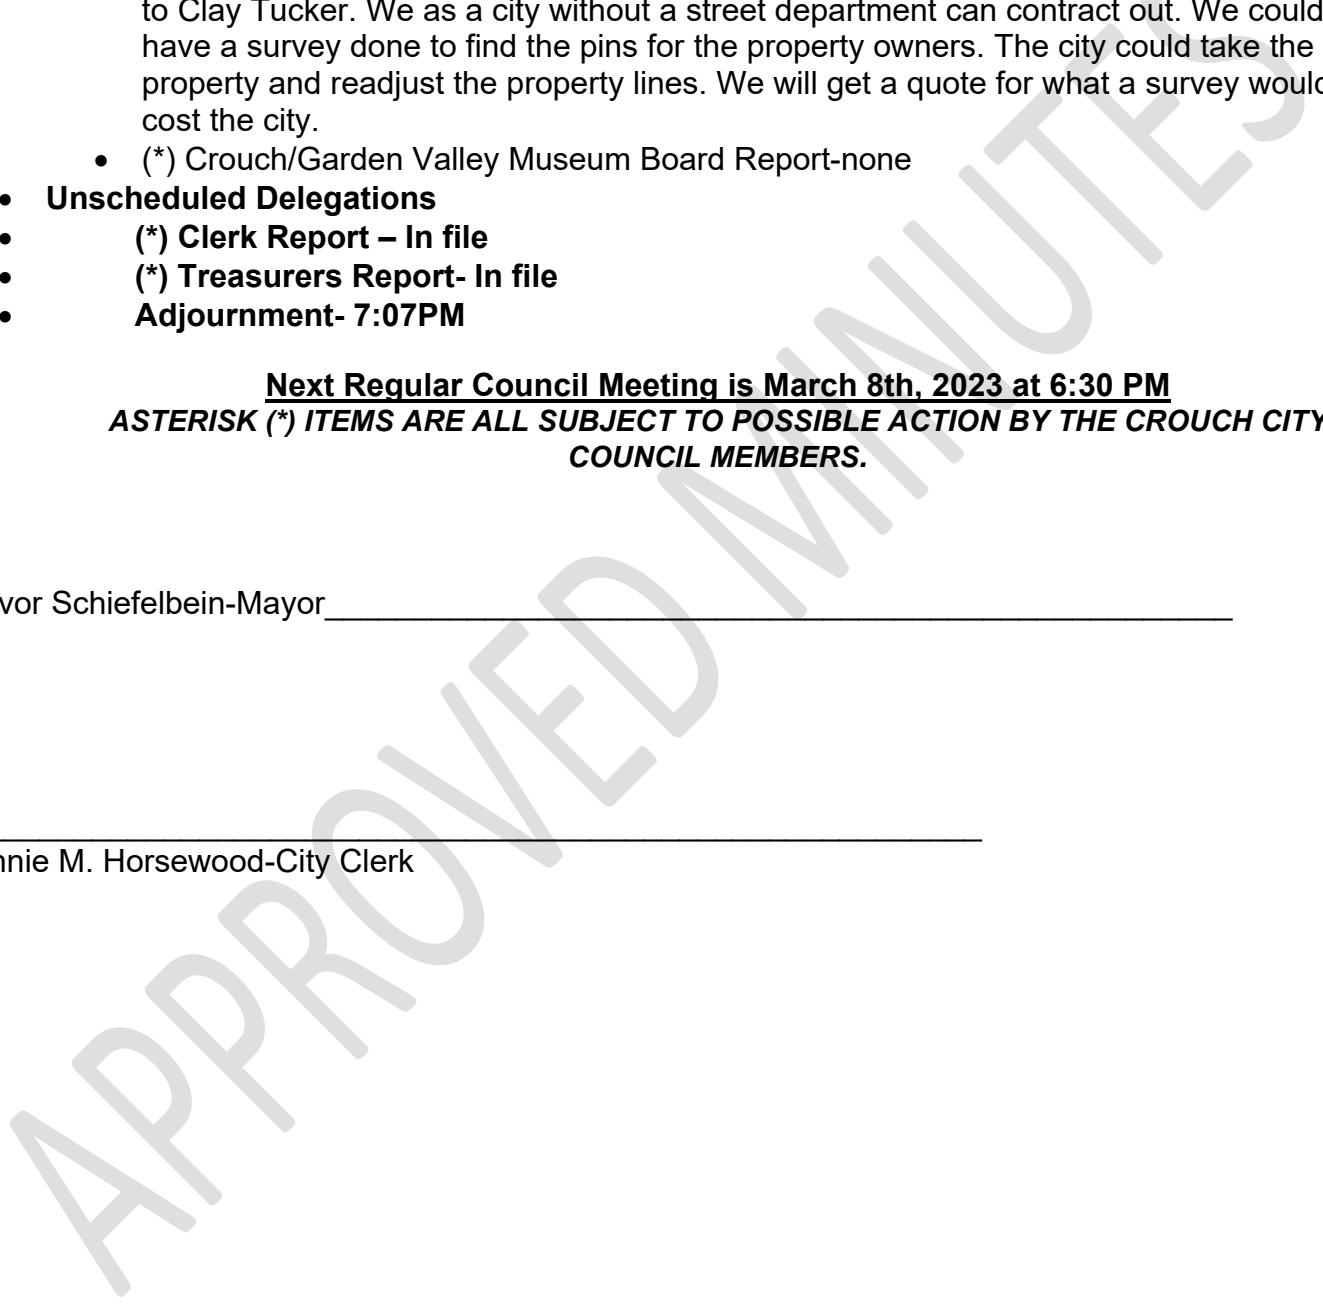 to Clay Tucker. We as a city without a street department can contract out. We could
have a survey done to find the pins for the property owners. The city could take the
property and readjust the property lines. We will get a quote for what a survey would
cost the city.
• (*) Crouch/Garden Valley Museum Board Report-none
• Unscheduled Delegations
• (*) Clerk Report – In file
• (*) Treasurers Report- In file
• Adjournment- 7:07PM
Next Regular Council Meeting is March 8th, 2023 at 6:30 PM
ASTERISK (*) ITEMS ARE ALL SUBJECT TO POSSIBLE ACTION BY THE CROUCH CITY
COUNCIL MEMBERS.
vor Schiefelbein-Mayor___________________________________________________
_______________________________________________________
nnie M. Horsewood-City Clerk
APPROVED MINUTES